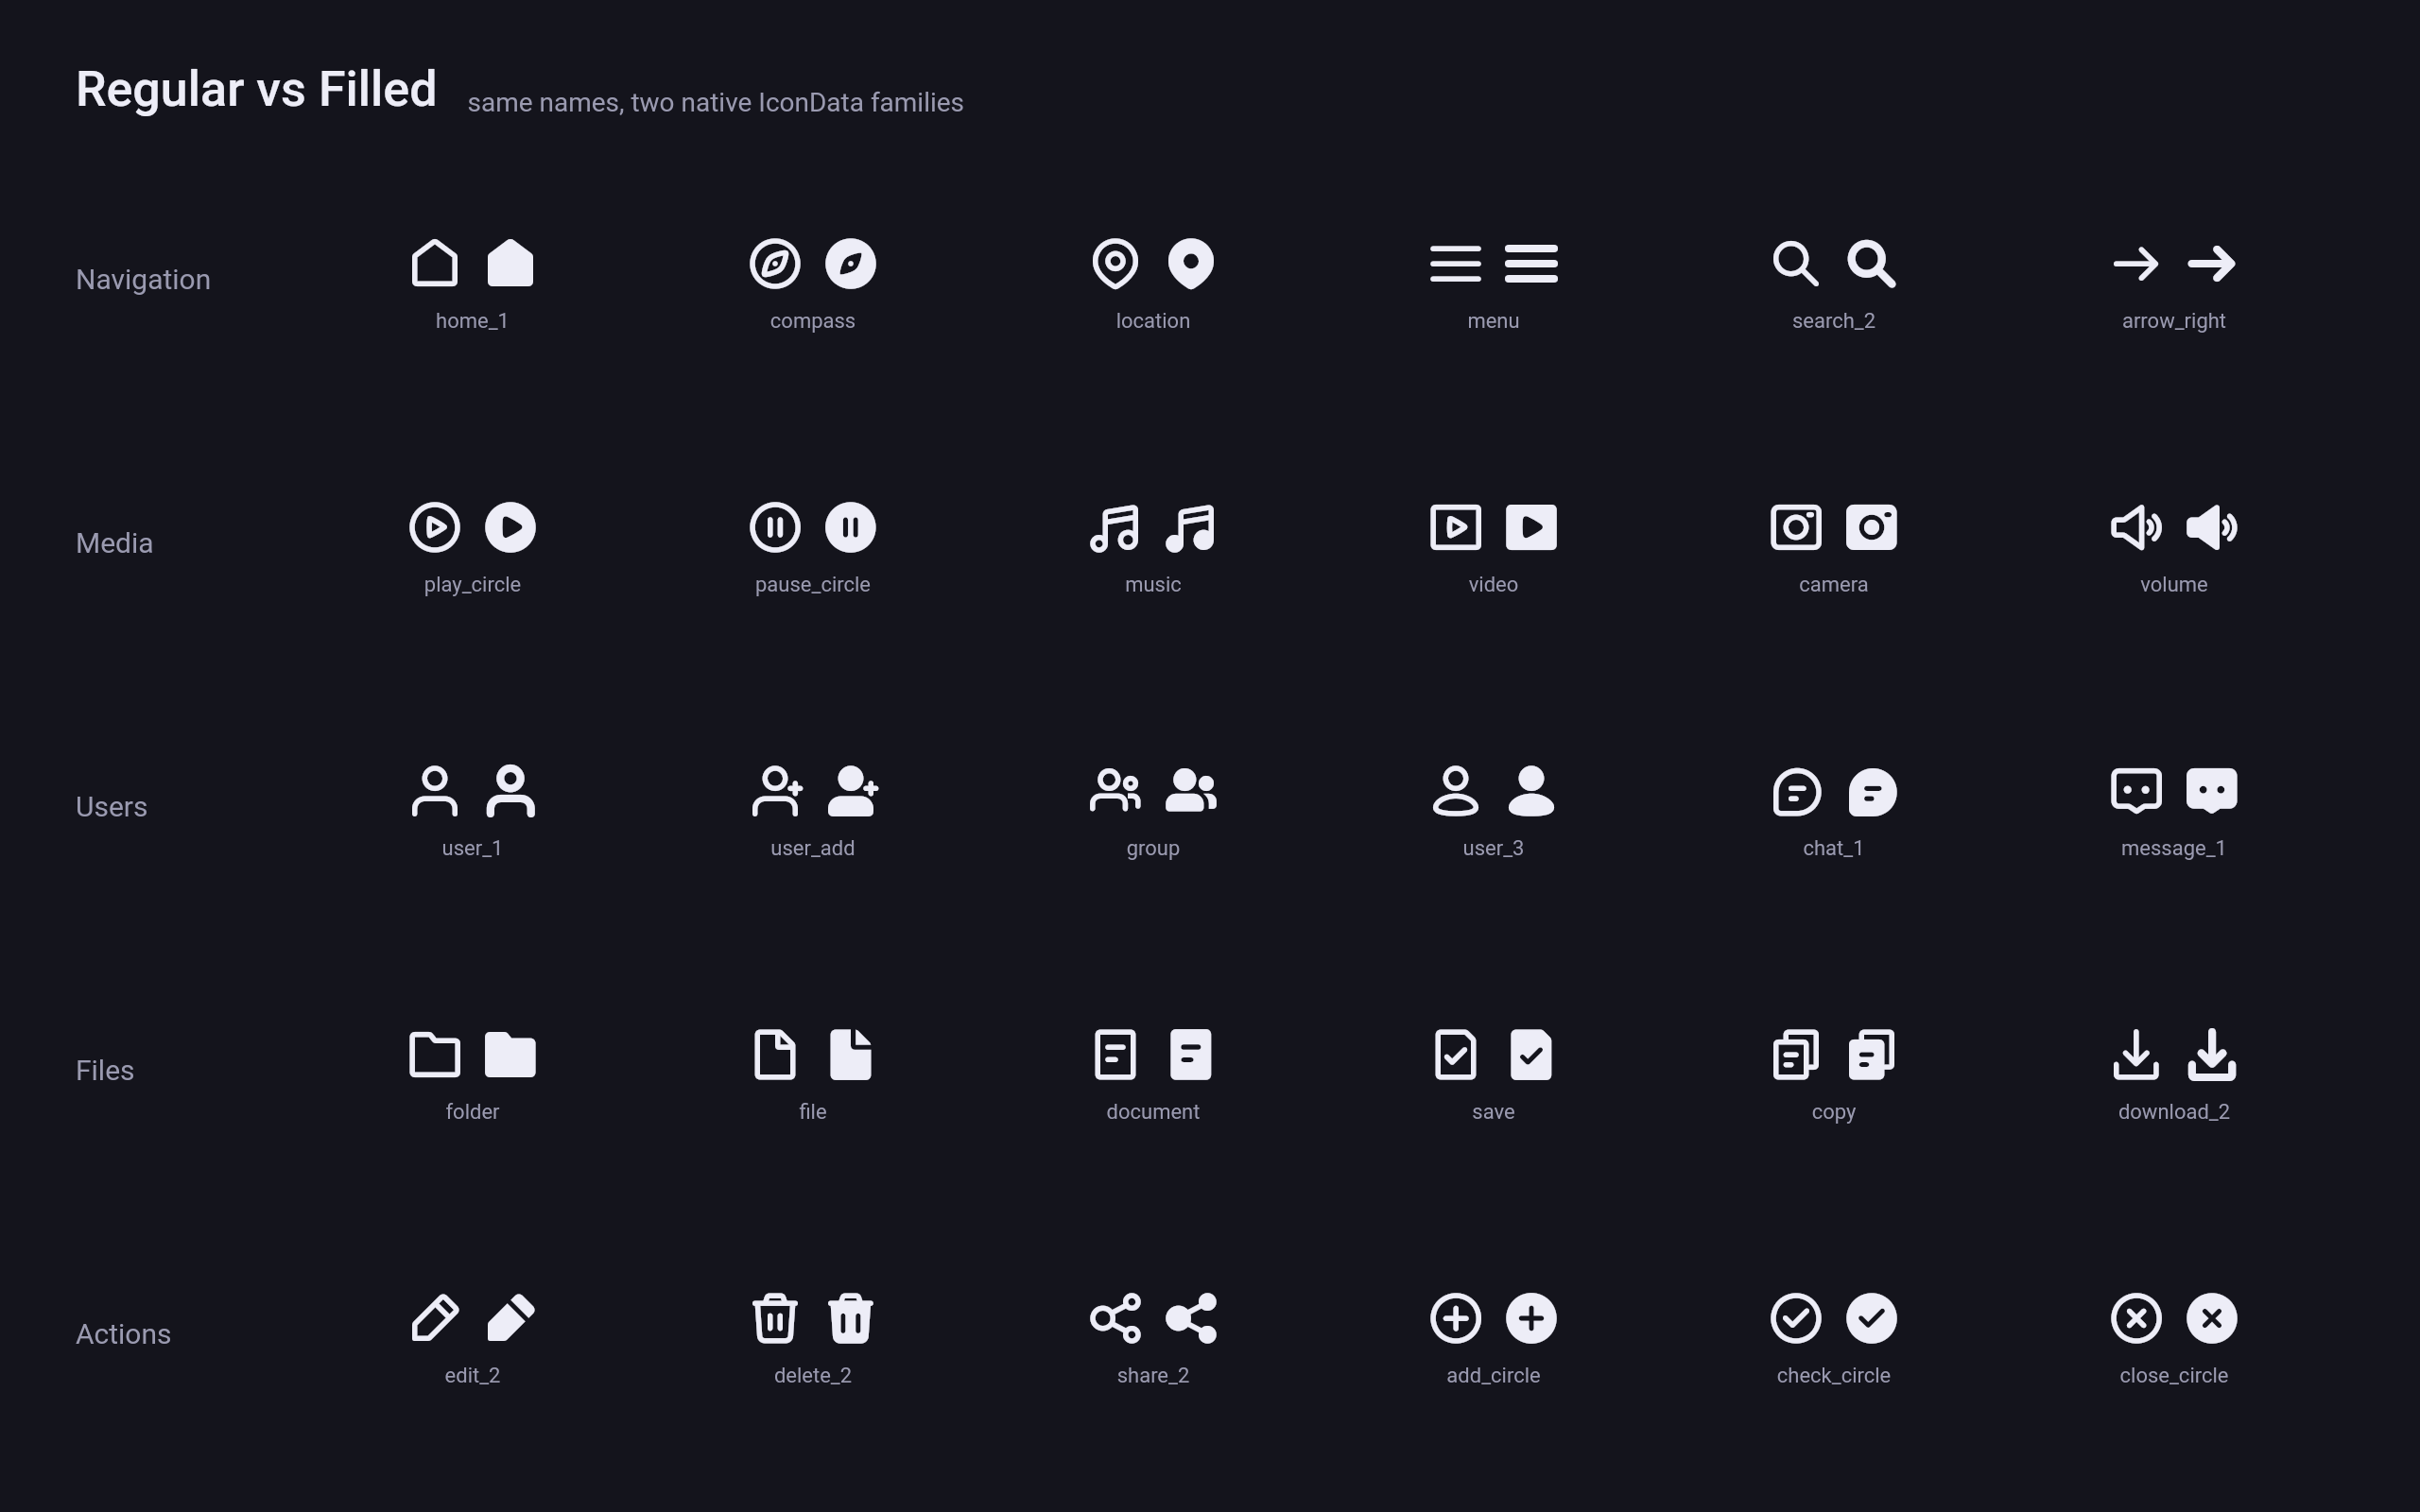 Regular vs Filled
same names, two native IconData families
Navigation
home_1
compass
location
menu
search_2
arrow_right
Media
play_circle
pause_circle
music
video
camera
volume
Users
user_1
user_add
group
user_3
chat_1
message_1
Files
folder
file
document
save
copy
download_2
Actions
edit_2
delete_2
share_2
add_circle
check_circle
close_circle